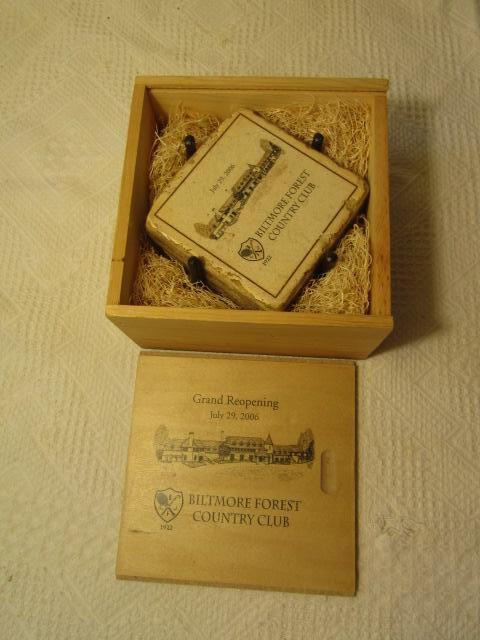 July 29, 2006
BILTMORE FOREST
COUNTRY CLUB
1922
Grand Reopening
July 29, 2006
BILTMORE FOREST
COUNTRY CLUB
1922